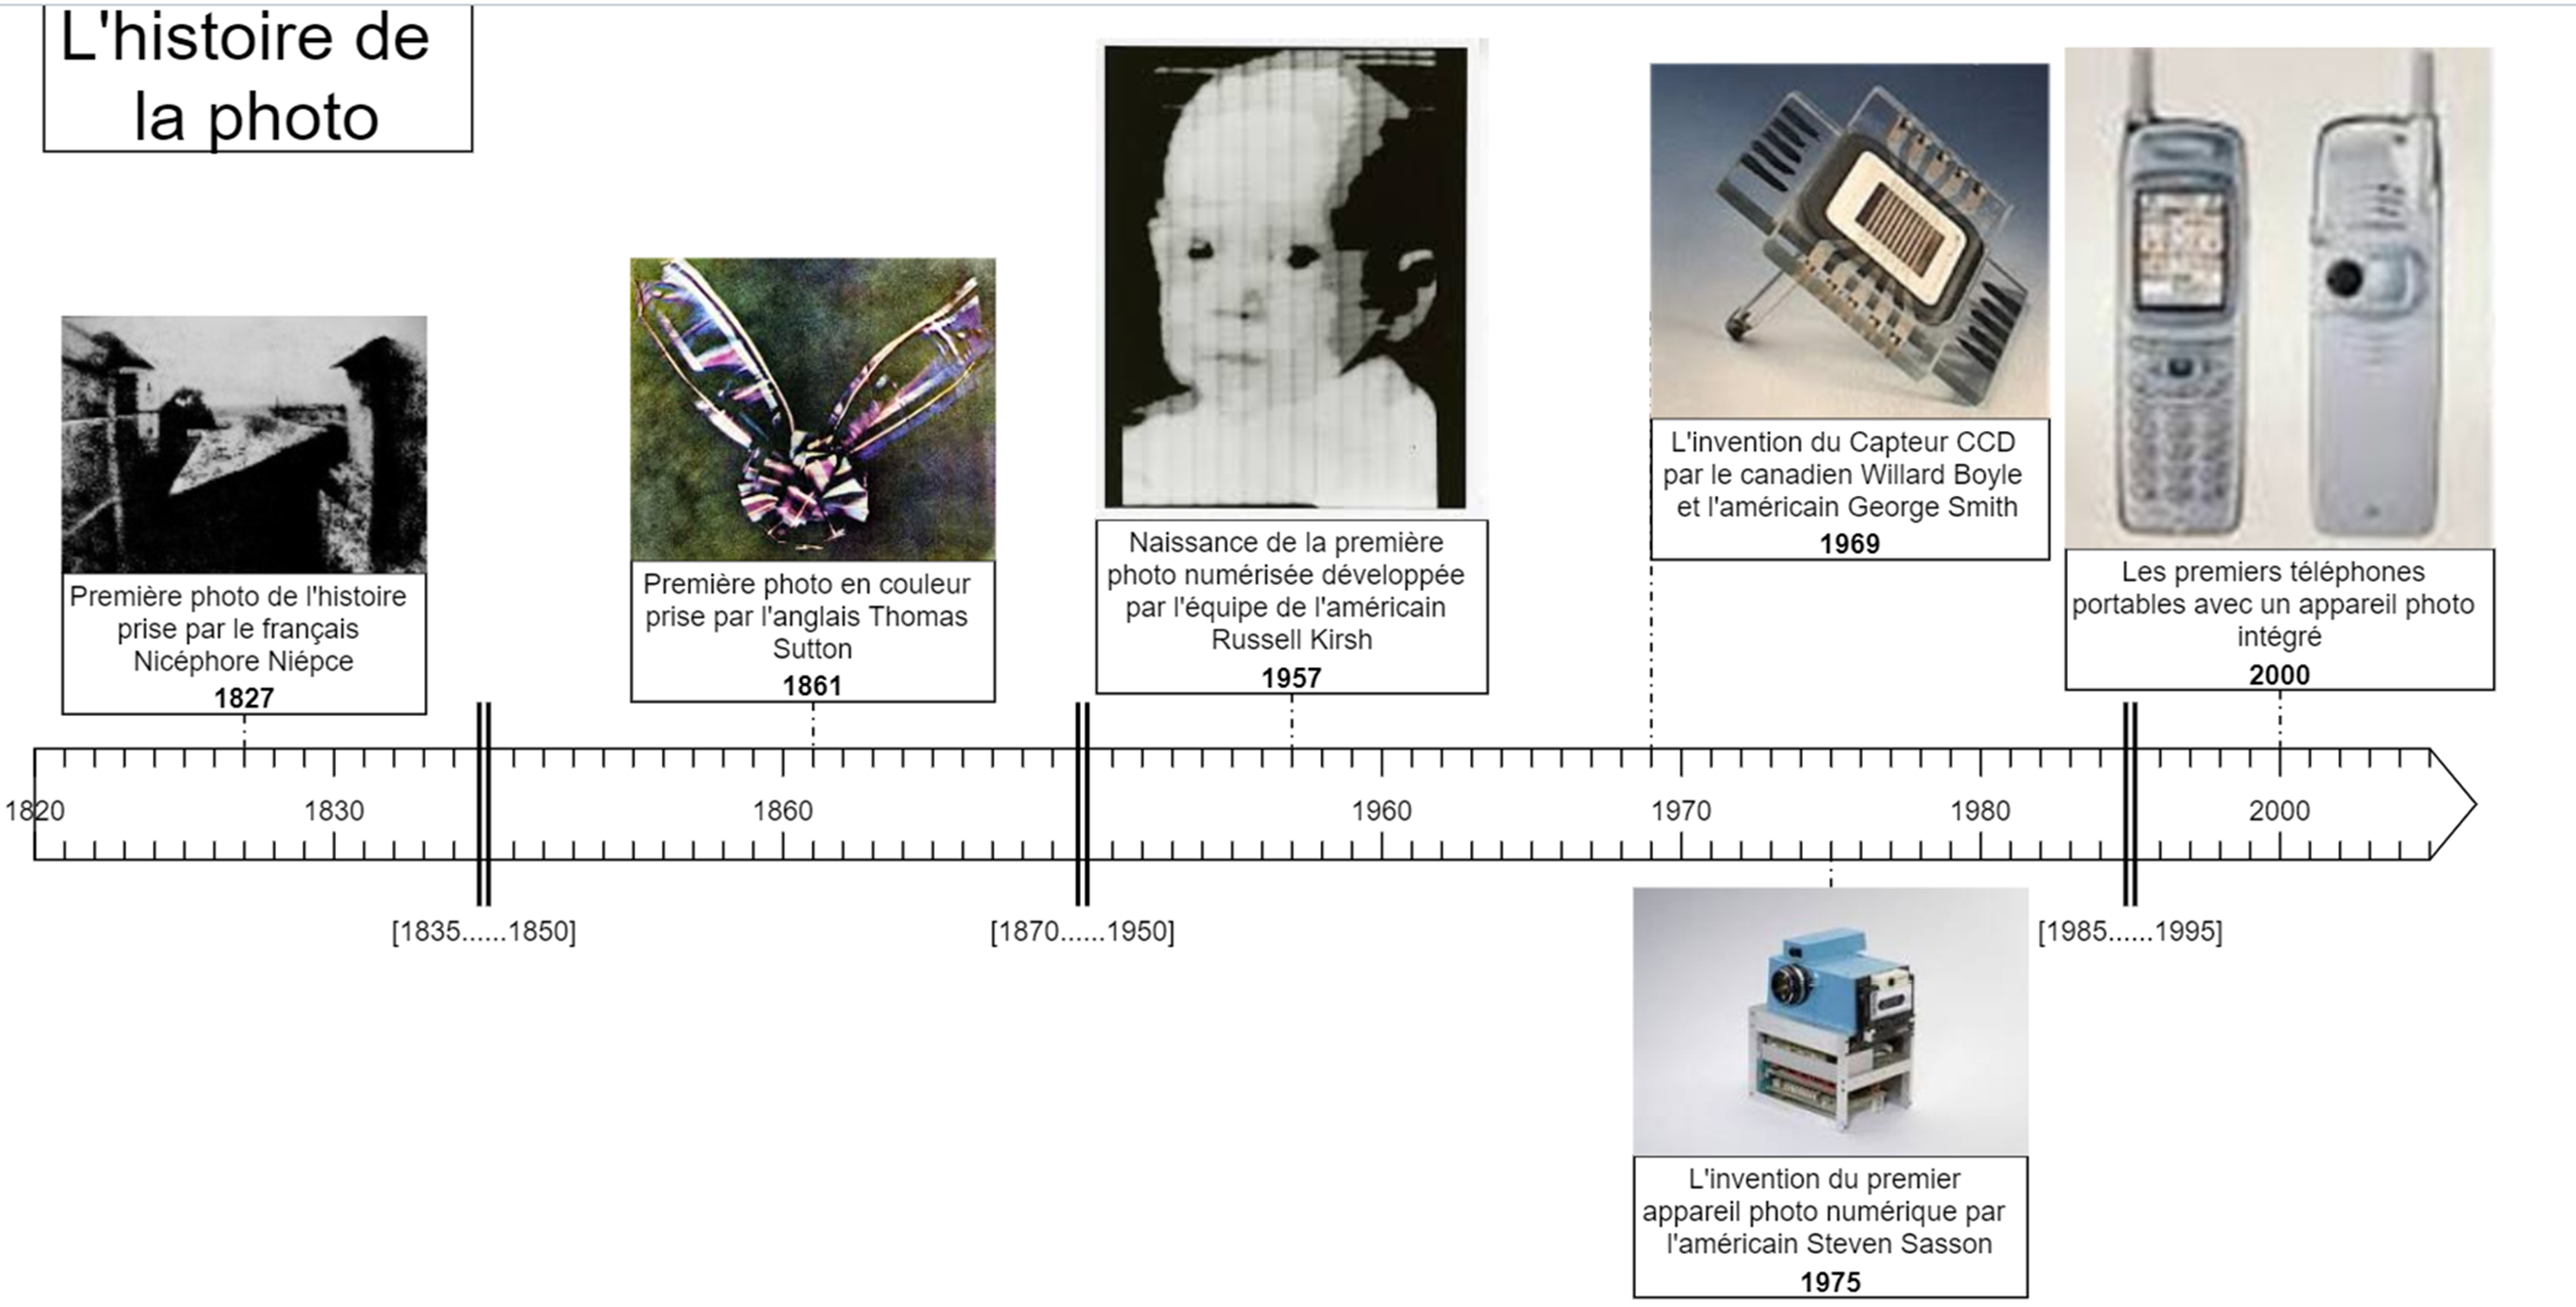 L'histoire de
la photo
Première photo de l'histoire
prise par le français
Nicéphore Niépce
1827
Première photo en couleur
prise par l'anglais Thomas
Sutton
1861
Naissance de la première
photo numérisée développée
par l'équipe de l'américain
Russell Kirsh
1957
L'invention du Capteur CCD
par le canadien Willard Boyle
et l'américain George Smith
1969
Les premiers téléphones
portables avec un appareil photo
intégré
2000
1820 1830 1860 1960 1970 1980 2000
[1835......1850] [1870......1950] [1985......1995]
L'invention du premier
appareil photo numérique par
l'américain Steven Sasson
1975